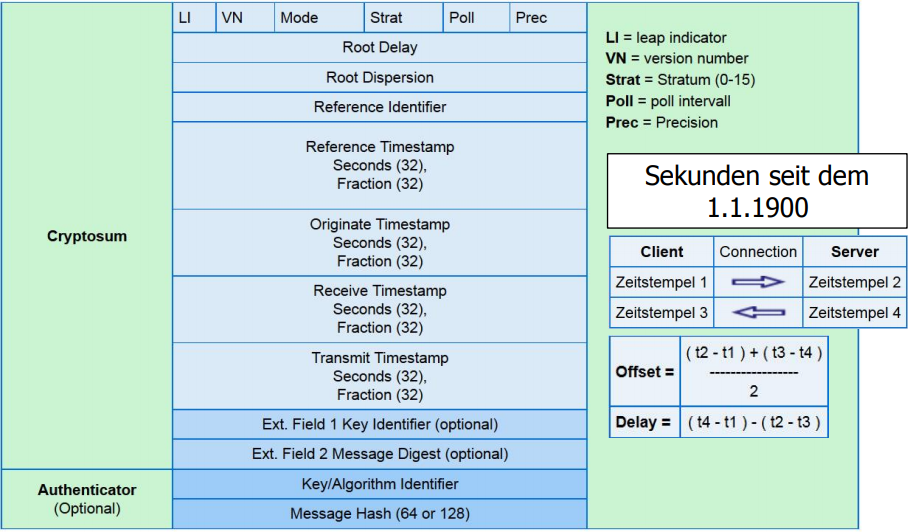 LI VN Mode Strat Poll Prec
Root Delay
Root Dispersion
Reference Identifier
Reference Timestamp
Seconds (32),
Fraction (32)
Originate Timestamp
Seconds (32),
Fraction (32)
Receive Timestamp
Seconds (32),
Fraction (32)
Transmit Timestamp
Seconds (32),
Fraction (32)
Ext. Field 1 Key Identifier (optional)
Ext. Field 2 Message Digest (optional)
Cryptosum
Key/Algorithm Identifier
Message Hash (64 or 128)
Authenticator
(Optional)
LI = leap indicator
VN = version number
Strat = Stratum (0-15)
Poll = poll intervall
Prec = Precision
Sekunden seit dem
1.1.1900
Client Connection Server
Zeitstempel 1 Zeitstempel 2
Zeitstempel 3 Zeitstempel 4
Offset = ( t2 - t1 ) + ( t3 - t4 )
-----------------
2
Delay = ( t4 - t1 ) - ( t2 - t3 )